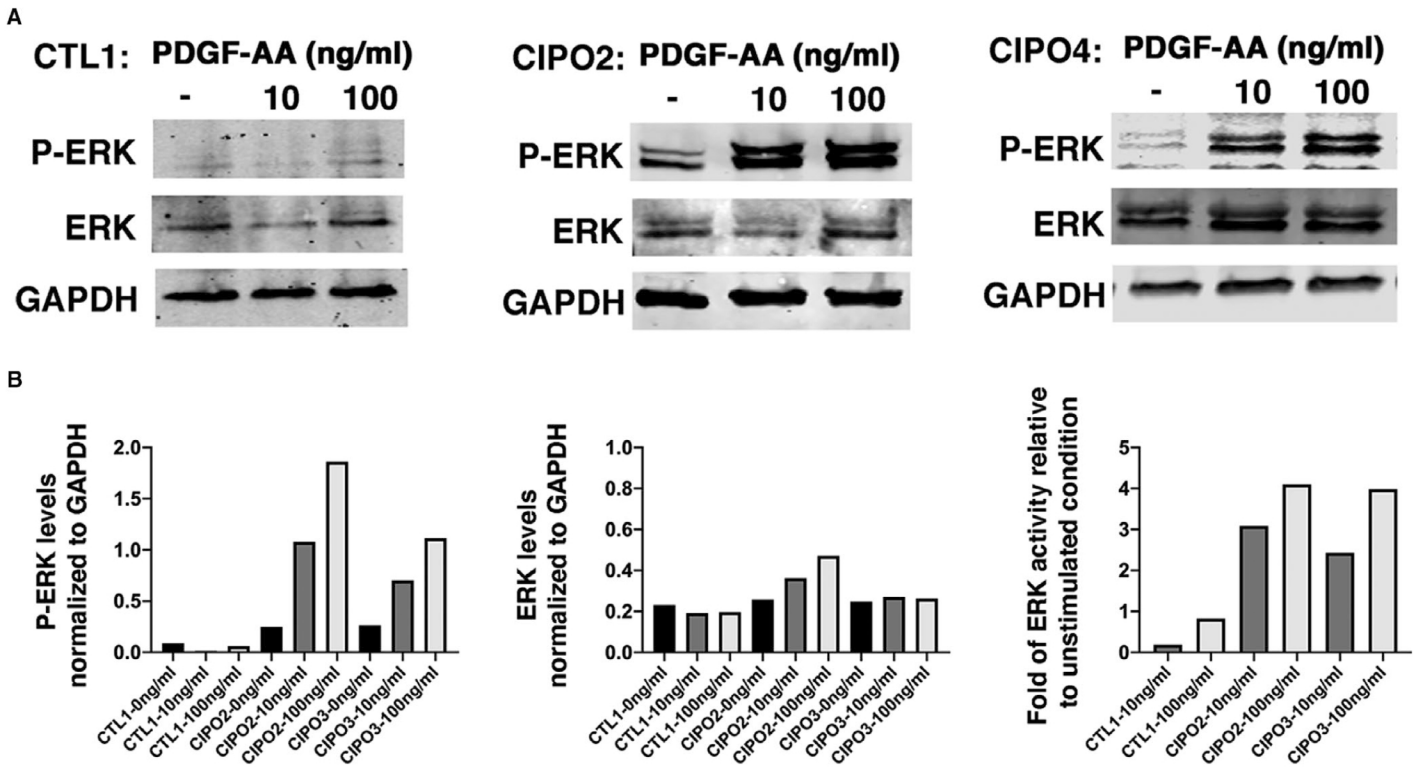 A
CTL1: PDGF-AA (ng/ml)
- 10 100
P-ERK
ERK
GAPDH
CIPO2: PDGF-AA (ng/ml)
- 10 100
P-ERK
ERK
GAPDH
CIPO4: PDGF-AA (ng/ml)
- 10 100
P-ERK
ERK
GAPDH
B
P-ERK levels
normalized to GAPDH
2.0
1.5
1.0
0.5
0.0
CTL1-0ng/ml
CTL1-10ng/ml
CTL1-100ng/ml
CIPO2-0ng/ml
CIPO2-10ng/ml
CIPO2-100ng/ml
CIPO3-0ng/ml
CIPO3-10ng/ml
CIPO3-100ng/ml
ERK levels
normalized to GAPDH
1.0
0.8
0.6
0.4
0.2
0.0
CTL1-0ng/ml
CTL1-10ng/ml
CTL1-100ng/ml
CIPO2-0ng/ml
CIPO2-10ng/ml
CIPO2-100ng/ml
CIPO3-0ng/ml
CIPO3-10ng/ml
CIPO3-100ng/ml
Fold of ERK activity relative
to unstimulated condition
5
4
3
2
1
0
CTL1-10ng/ml
CTL1-100ng/ml
CIPO2-10ng/ml
CIPO2-100ng/ml
CIPO3-10ng/ml
CIPO3-100ng/ml